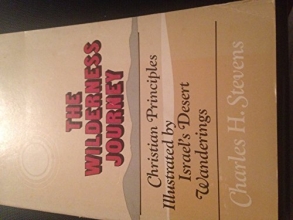 THE
WILDERNESS
JOURNEY
Christian Principles
Illustrated by
Israel's Desert
Wanderings
Charles H. Stevens